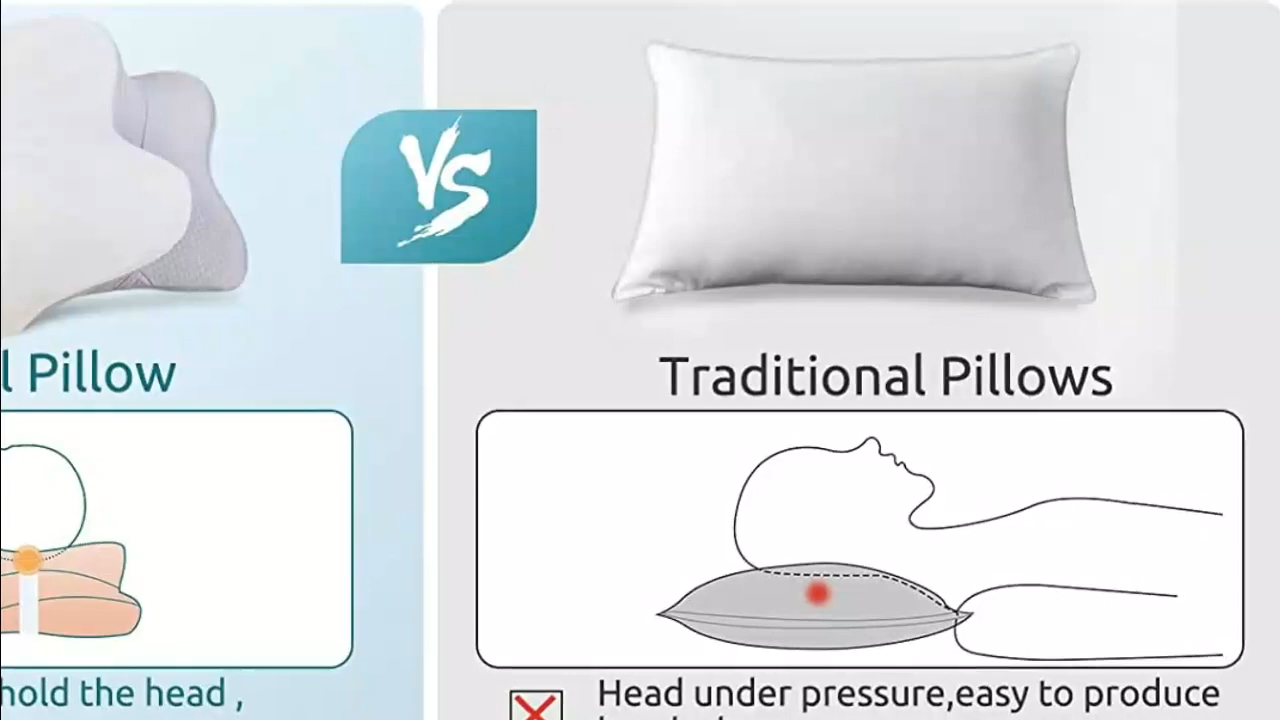 VS
l Pillow
Traditional Pillows
hold the head ,
Head under pressure,easy to produce